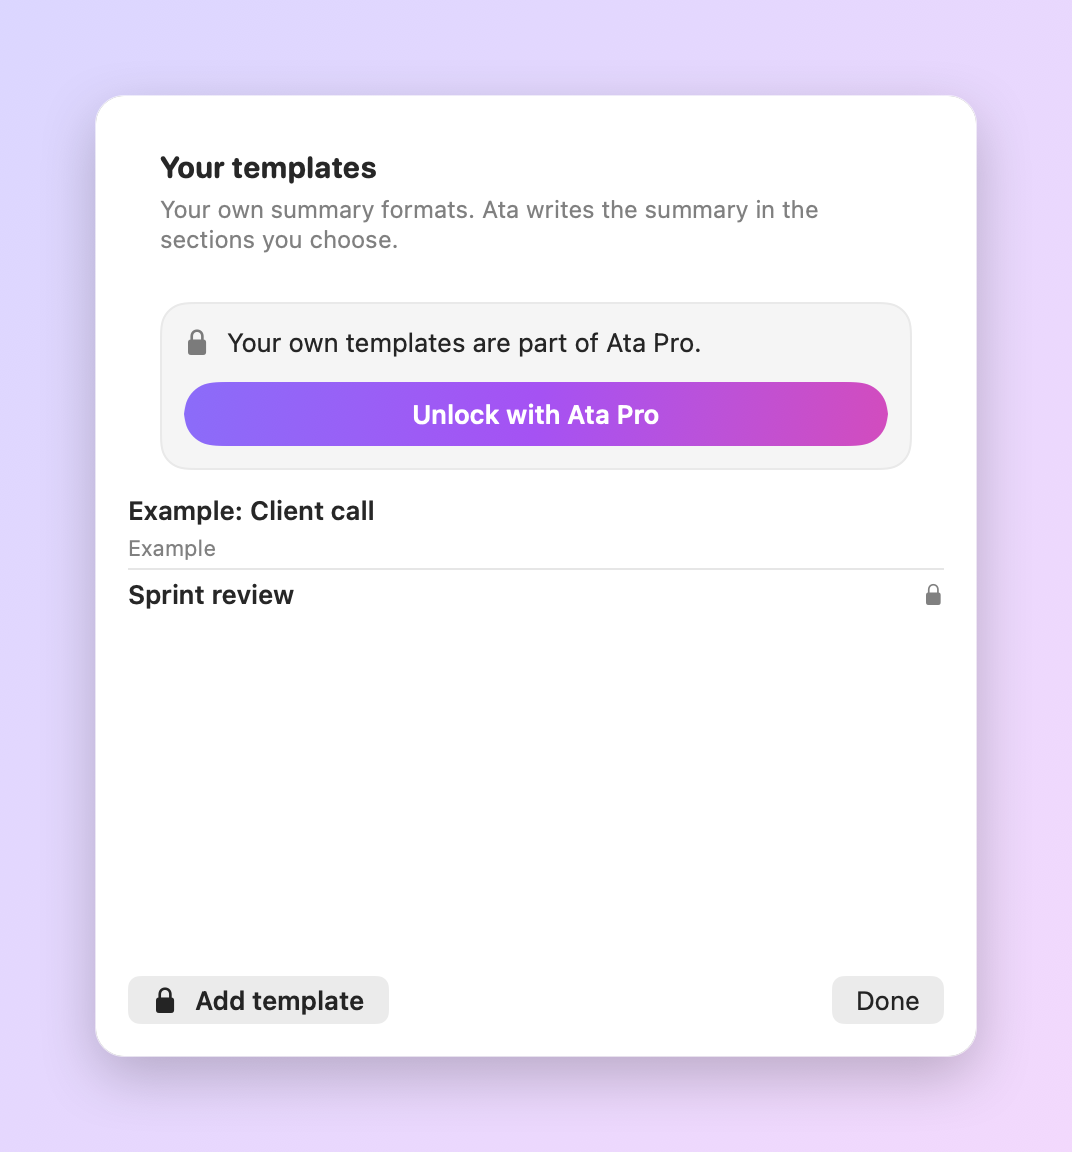 Your templates
Your own summary formats. Ata writes the summary in the
sections you choose.
Your own templates are part of Ata Pro.
Unlock with Ata Pro
Example: Client call
Example
Sprint review
Add template
Done